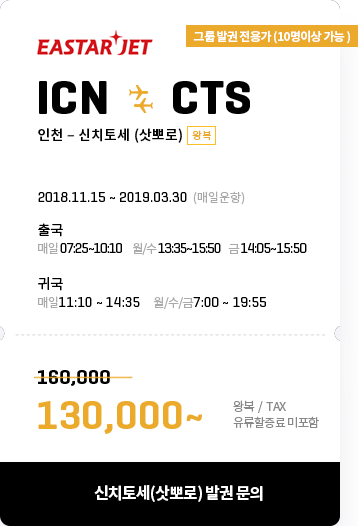 그룹 발권 전용가 (10명이상 가능 )
EASTAR JET
ICN CTS
인천 – 신치토세 (삿뽀로) 왕복
2018.11.15 ~ 2019.03.30 (매일운항)
출국
매일 07:25~10:10 월/수 13:35~15:50 금 14:05~15:50
귀국
매일11:10 ~ 14:35 월/수/금7:00 ~ 19:55
160,000
130,000~
왕복 / TAX
유류할증료 미포함
신치토세(삿뽀로) 발권 문의